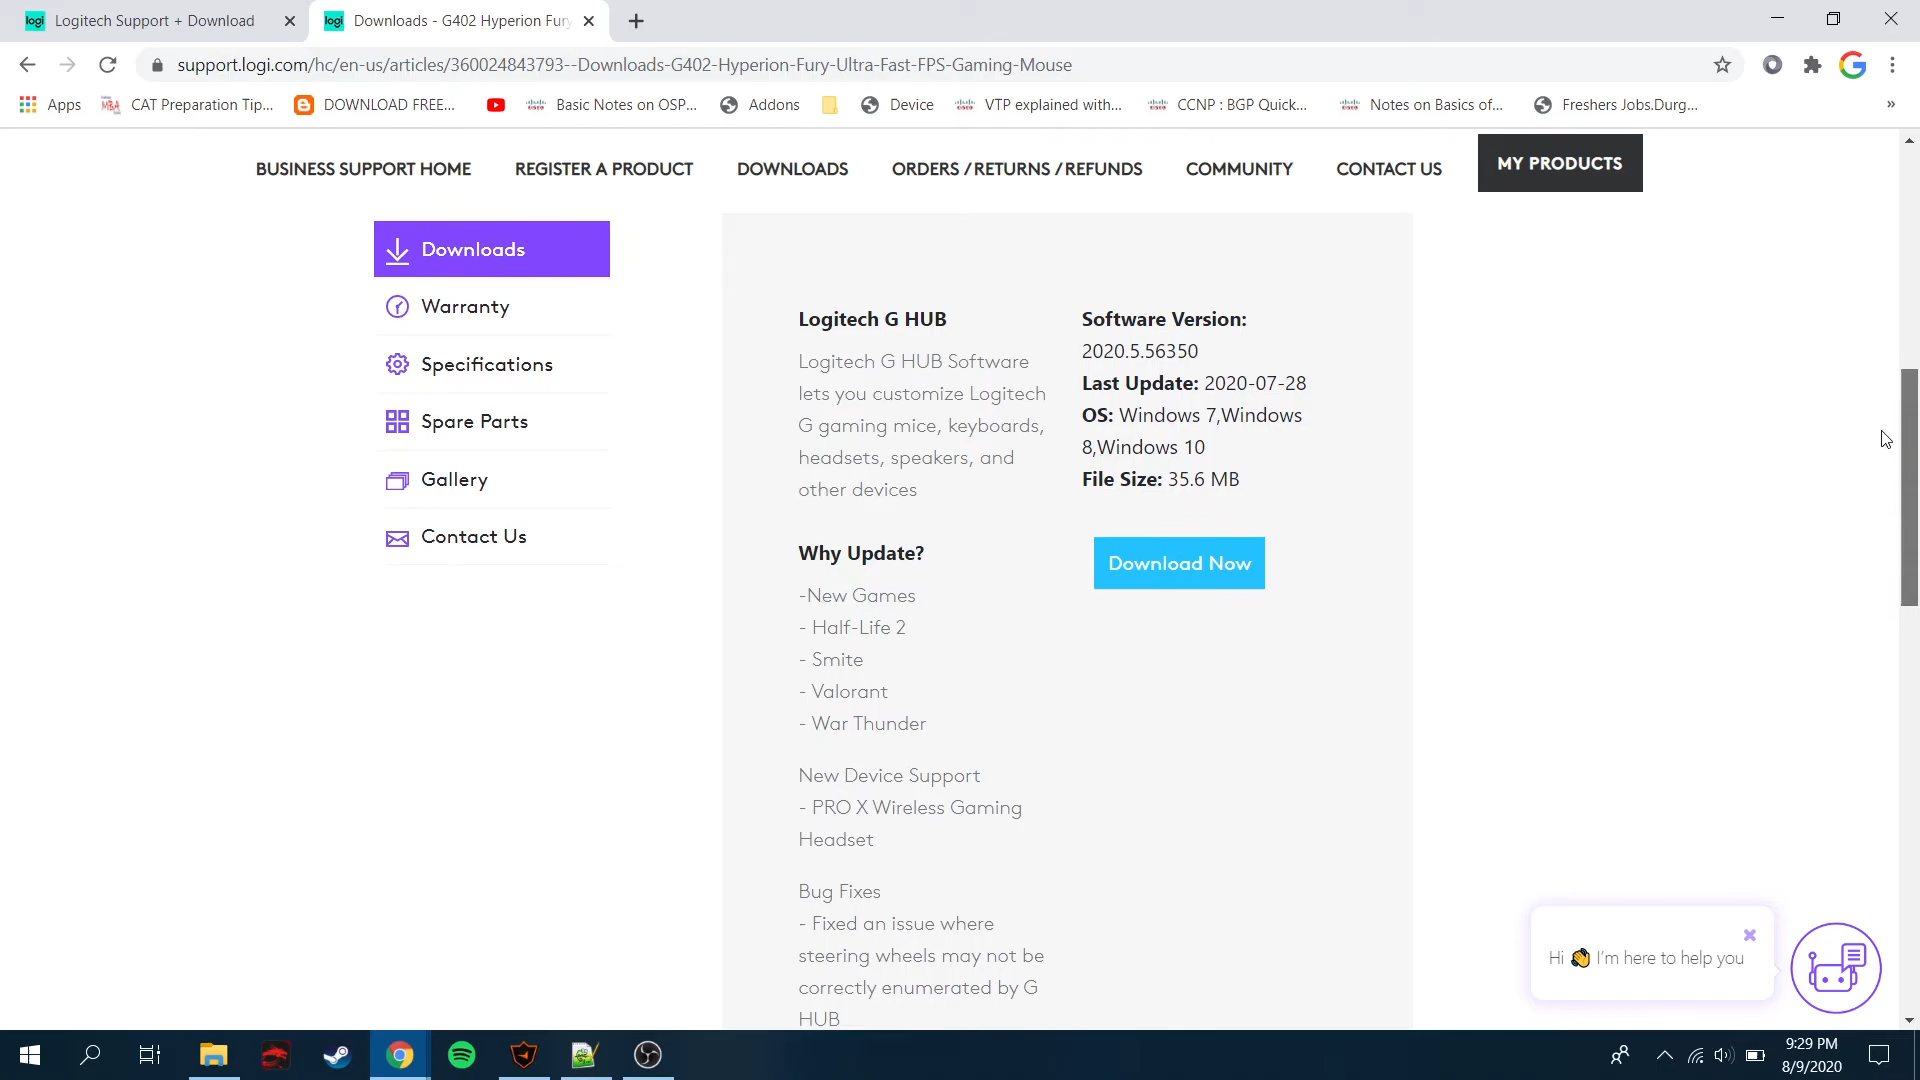 logi Logitech Support + Download
logi Downloads - G402 Hyperion Fury
support.logi.com/hc/en-us/articles/360024843793--Downloads-G402-Hyperion-Fury-Ultra-Fast-FPS-Gaming-Mouse
Apps MBA CAT Preparation Tip... DOWNLOAD FREE... Basic Notes on OSP... Addons Device VTP explained with... CCNP : BGP Quick... Notes on Basics of... Freshers Jobs.Durg... »
BUSINESS SUPPORT HOME REGISTER A PRODUCT DOWNLOADS ORDERS / RETURNS / REFUNDS COMMUNITY CONTACT US MY PRODUCTS
Downloads
Warranty
Specifications
Spare Parts
Gallery
Contact Us
Logitech G HUB
Logitech G HUB Software
lets you customize Logitech
G gaming mice, keyboards,
headsets, speakers, and
other devices
Why Update?
-New Games
- Half-Life 2
- Smite
- Valorant
- War Thunder
New Device Support
- PRO X Wireless Gaming
Headset
Bug Fixes
- Fixed an issue where
steering wheels may not be
correctly enumerated by G
HUB
Software Version:
2020.5.56350
Last Update: 2020-07-28
OS: Windows 7,Windows
8,Windows 10
File Size: 35.6 MB
Download Now
Hi 👋 I'm here to help you
9:29 PM
8/9/2020